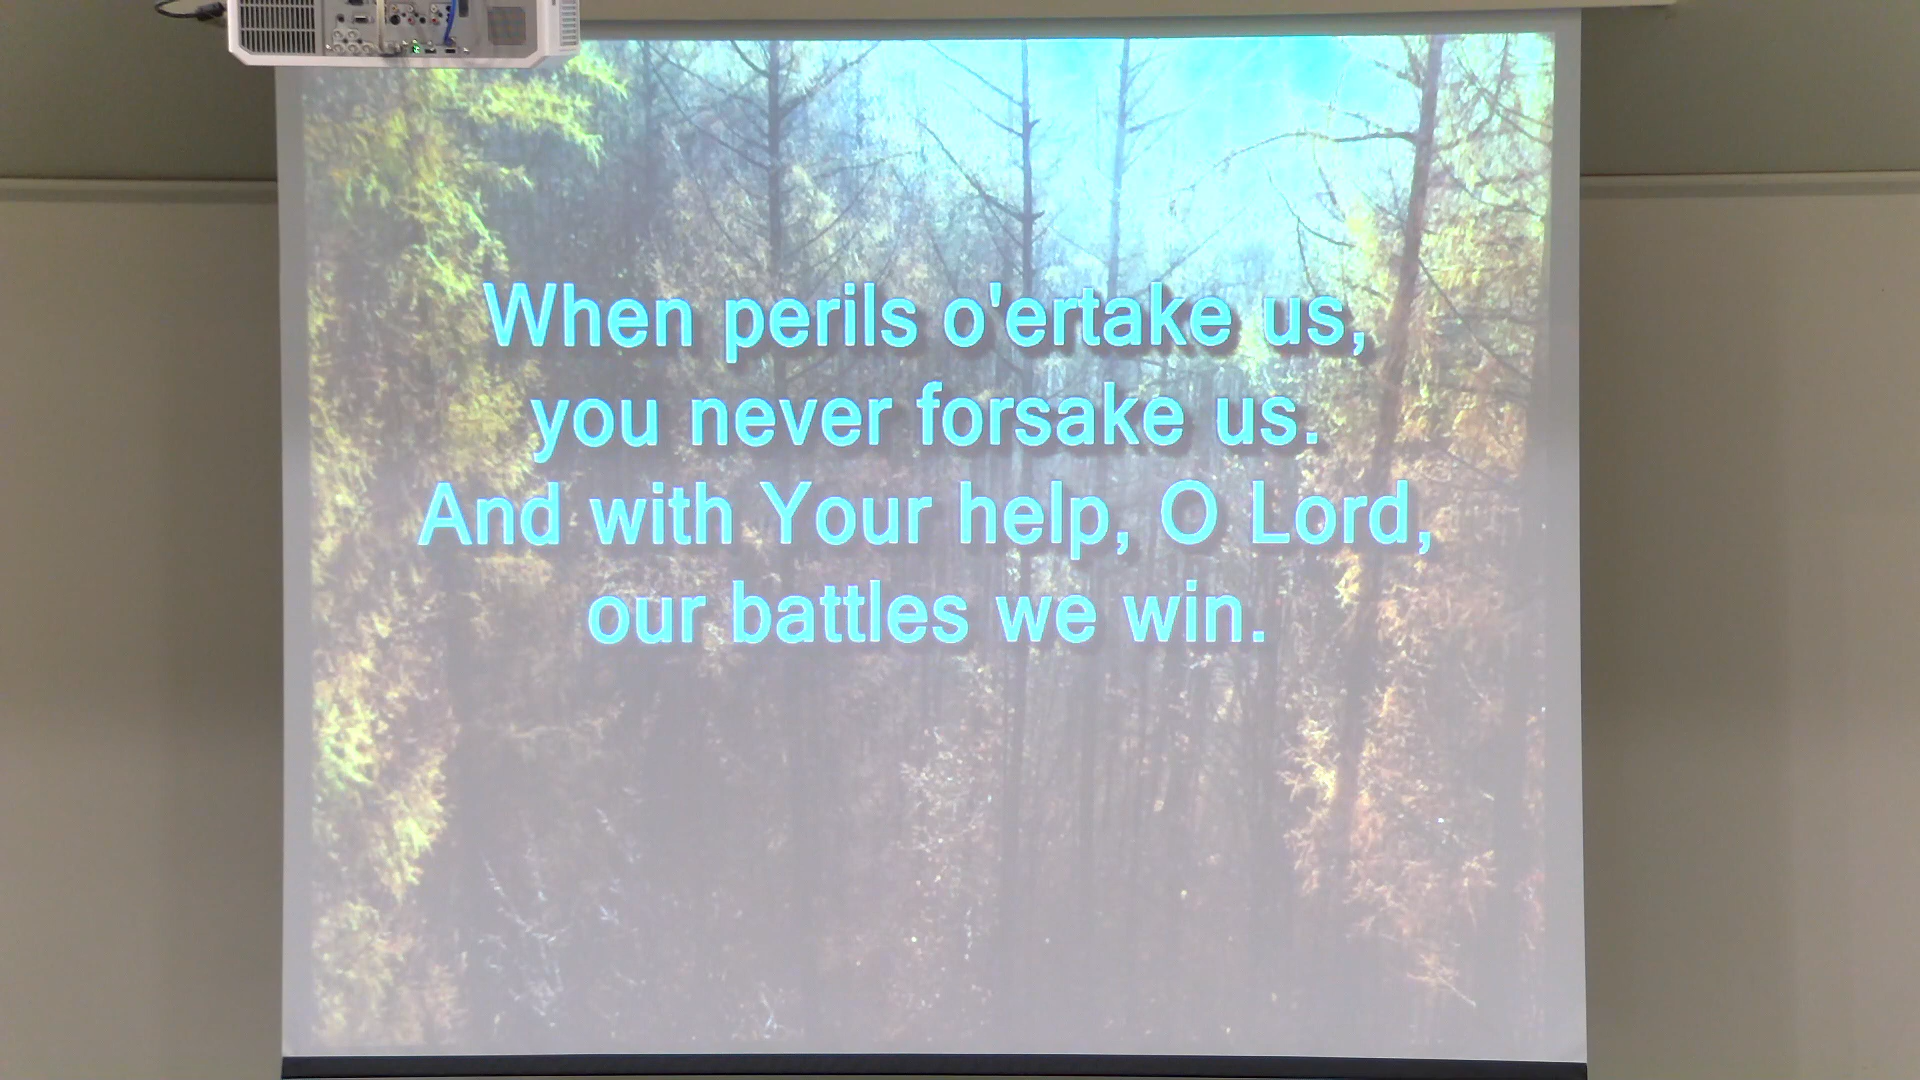 When perils o'ertake us,
you never forsake us.
And with Your help, O Lord,
our battles we win.